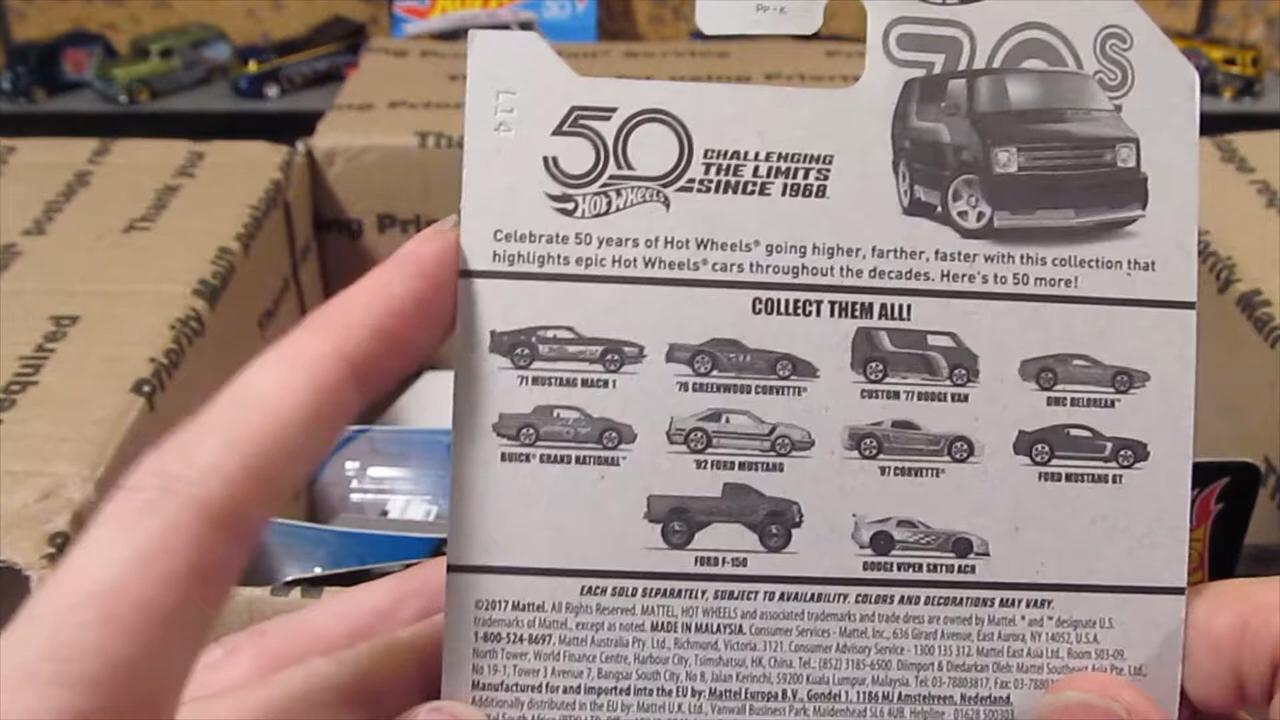 PP-K
70s
L14
50
HOT WHEELS
CHALLENGING
THE LIMITS
SINCE 1968.
Celebrate 50 years of Hot Wheels® going higher, farther, faster with this collection that
highlights epic Hot Wheels® cars throughout the decades. Here's to 50 more!
COLLECT THEM ALL!
'71 MUSTANG MACH 1
'76 GREENWOOD CORVETTE®
CUSTOM '77 DODGE VAN
DMC DELOREAN™
BUICK® GRAND NATIONAL™
'92 FORD MUSTANG
'97 CORVETTE®
FORD MUSTANG GT
FORD F-150
DODGE VIPER SRT10 ACR
EACH SOLD SEPARATELY, SUBJECT TO AVAILABILITY. COLORS AND DECORATIONS MAY VARY.
©2017 Mattel. All Rights Reserved. MATTEL, HOT WHEELS and associated trademarks and trade dress are owned by Mattel. ® and ™ designate U.S.
trademarks of Mattel, except as noted. MADE IN MALAYSIA. Consumer Services - Mattel, Inc., 636 Girard Avenue, East Aurora, NY 14052, U.S.A.
1-800-524-8697. Mattel Australia Pty. Ltd., Richmond, Victoria. 3121. Consumer Advisory Service - 1300 135 312. Mattel East Asia Ltd., Room 503-09,
North Tower, World Finance Centre, Harbour City, Tsimshatsui, HK, China. Tel.: (852) 3185-6500. Diimport & Diedarkan Oleh: Mattel Southeast Asia Pte. Ltd.,
No 19-1, Tower 3 Avenue 7, Bangsar South City, No 8, Jalan Kerinchi, 59200 Kuala Lumpur, Malaysia. Tel: 03-78803817, Fax: 03-7880
Manufactured for and imported into the EU by: Mattel Europa B.V., Gondel 1, 1186 MJ Amstelveen, Nederland.
Additionally distributed in the EU by: Mattel U.K. Ltd., Vanwall Business Park, Maidenhead SL6 4UB. Helpline - 01628 500303.
Thank you
Priority Mail package
required
Priority Mail